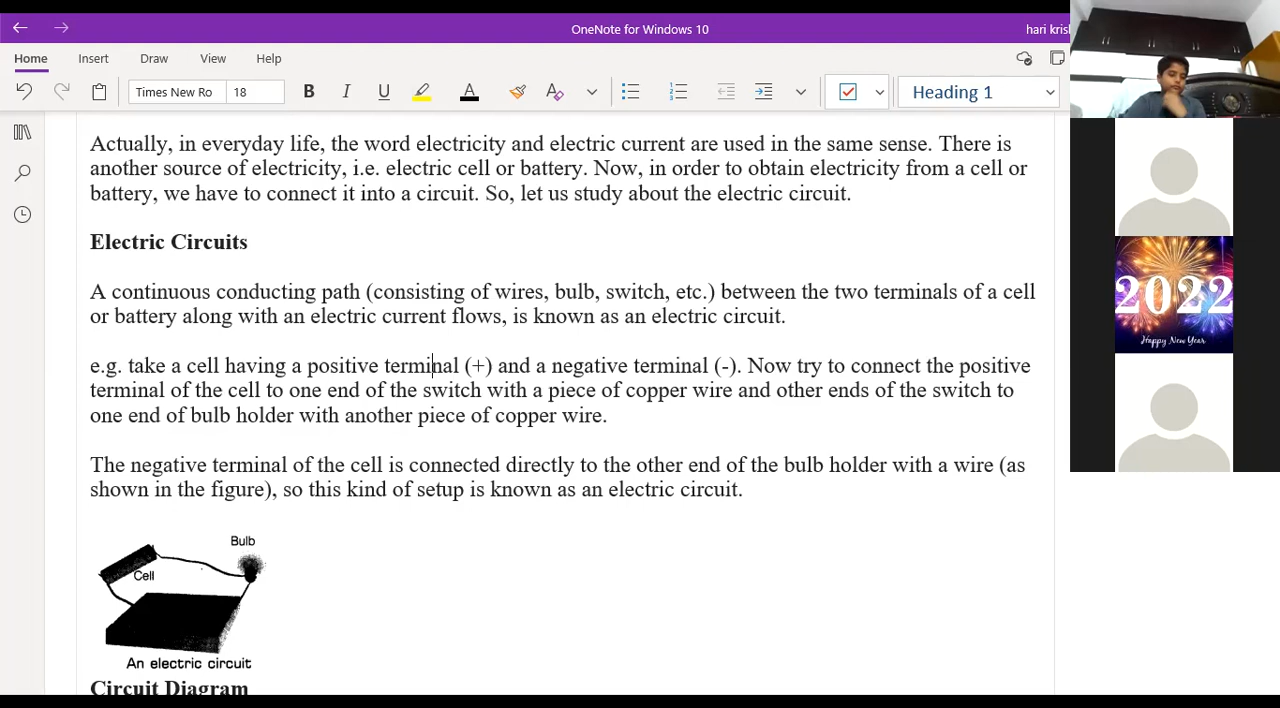 OneNote for Windows 10
hari krish
Home Insert Draw View Help
Times New Ro 18 B I U A Heading 1
Actually, in everyday life, the word electricity and electric current are used in the same sense. There is
another source of electricity, i.e. electric cell or battery. Now, in order to obtain electricity from a cell or
battery, we have to connect it into a circuit. So, let us study about the electric circuit.
Electric Circuits
A continuous conducting path (consisting of wires, bulb, switch, etc.) between the two terminals of a cell
or battery along with an electric current flows, is known as an electric circuit.
e.g. take a cell having a positive terminal (+) and a negative terminal (-). Now try to connect the positive
terminal of the cell to one end of the switch with a piece of copper wire and other ends of the switch to
one end of bulb holder with another piece of copper wire.
The negative terminal of the cell is connected directly to the other end of the bulb holder with a wire (as
shown in the figure), so this kind of setup is known as an electric circuit.
Bulb
Cell
An electric circuit
Circuit Diagram
2022
Happy New Year